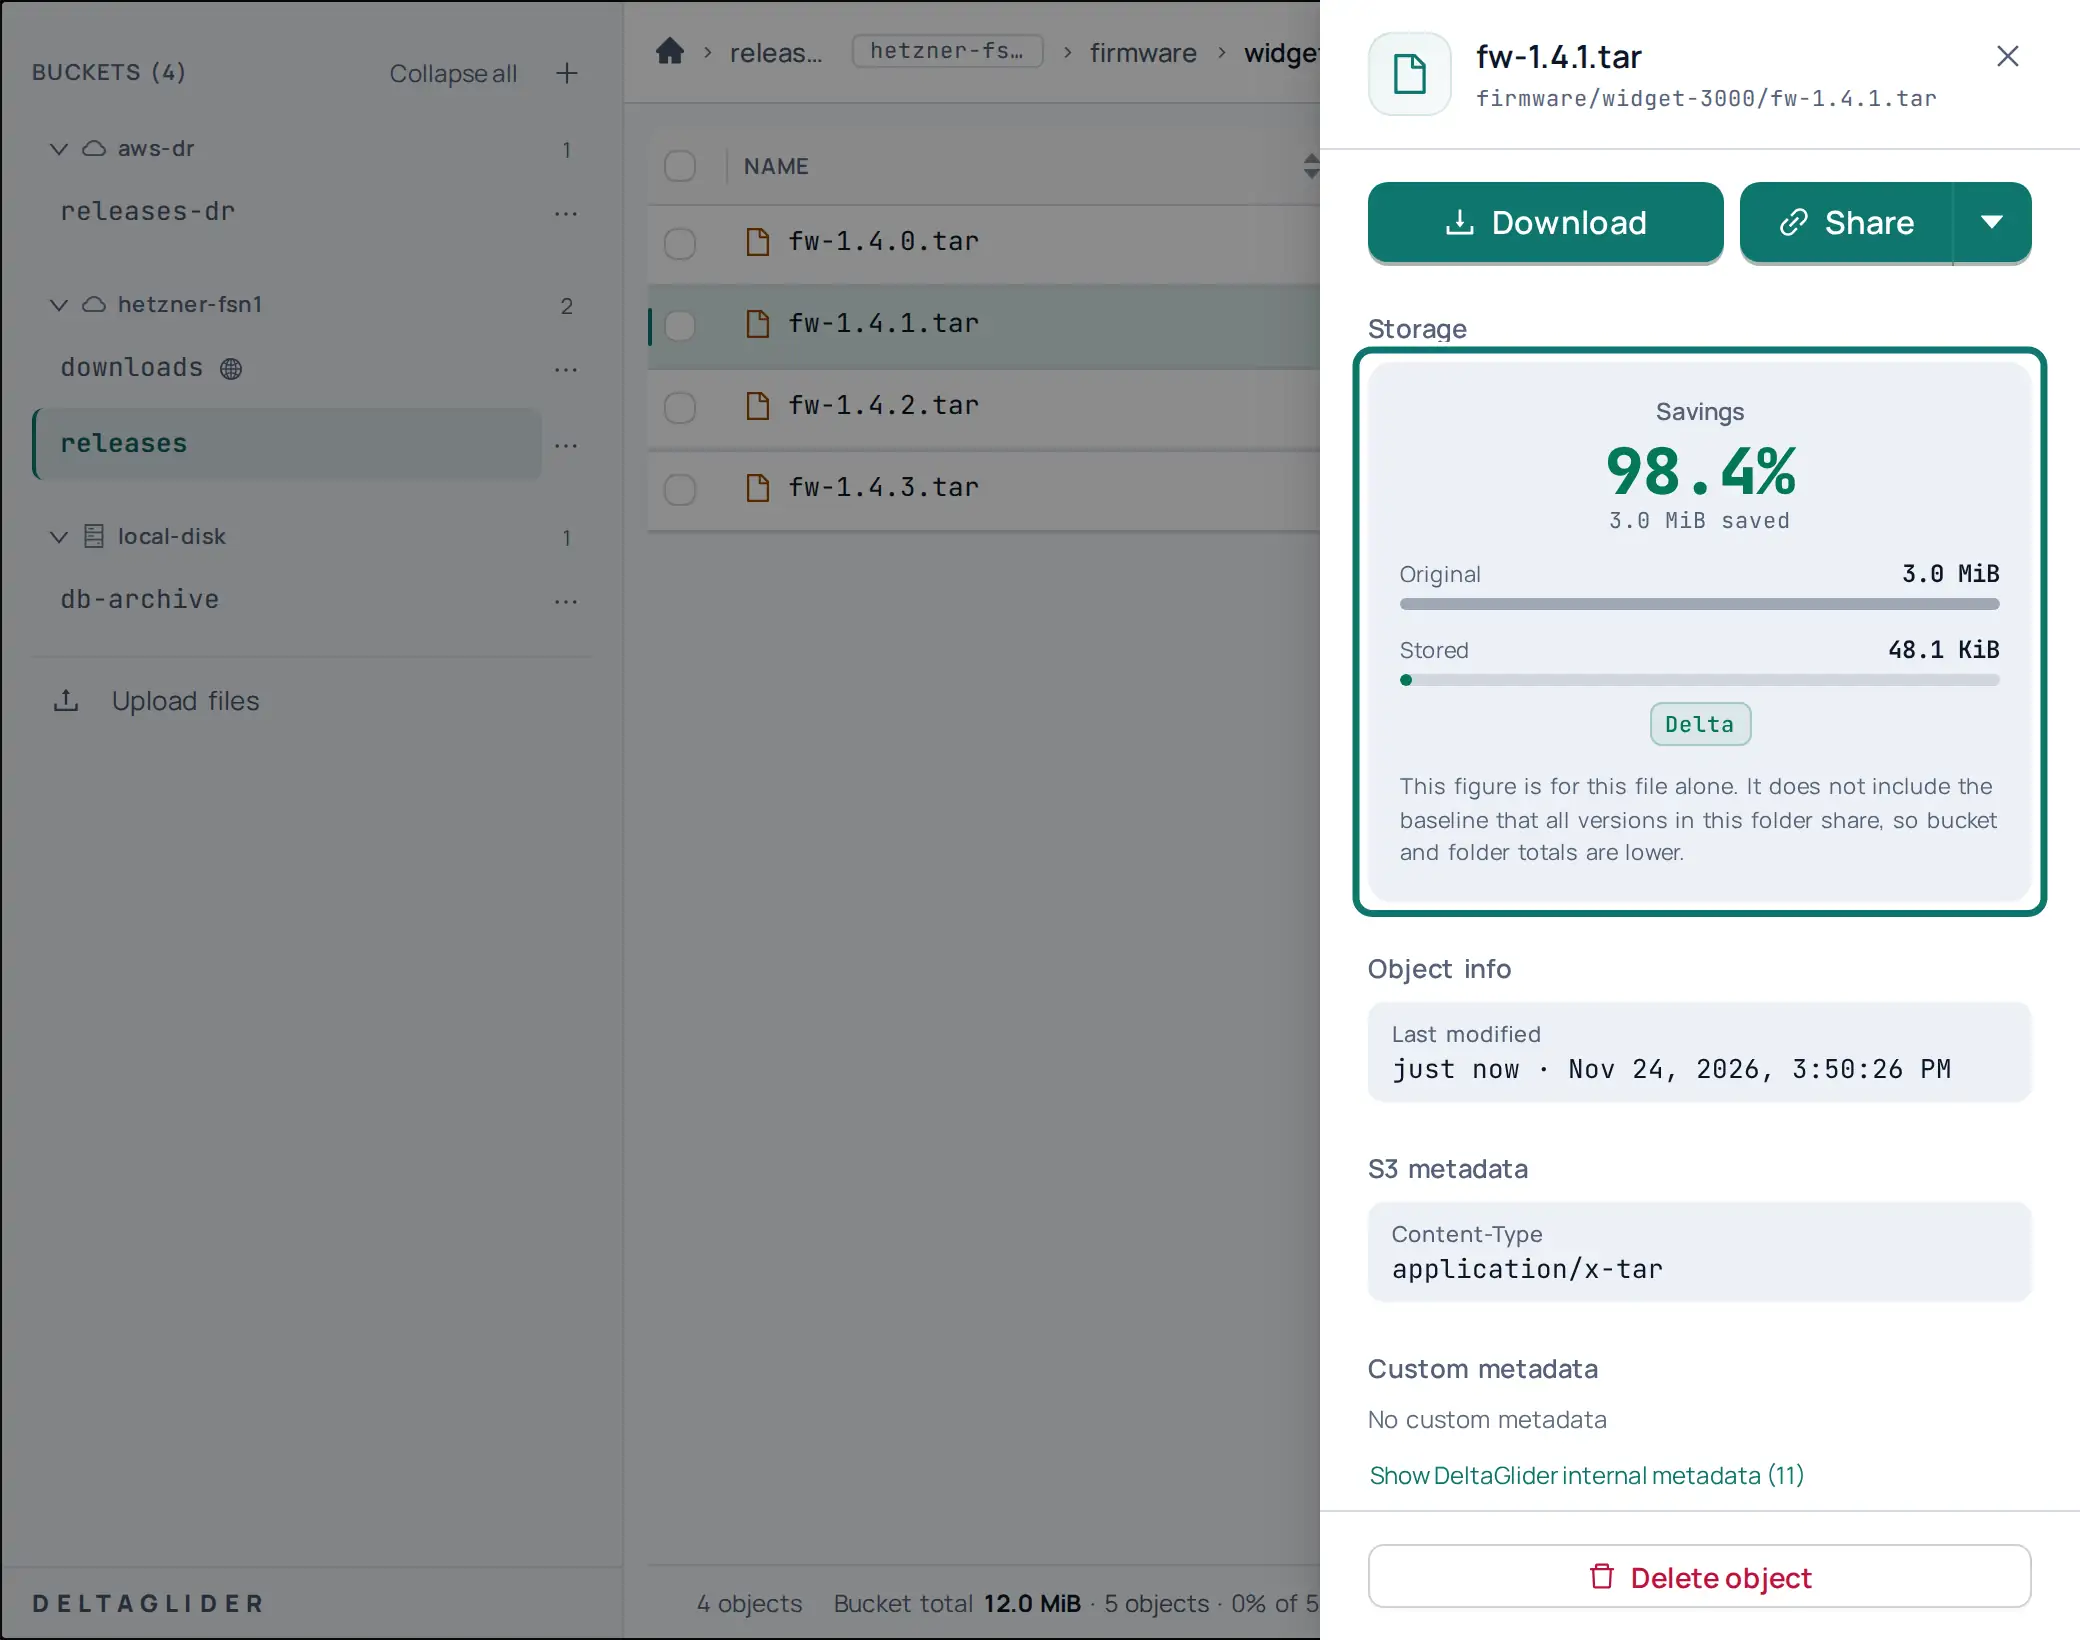 BUCKETS (4)
Collapse all
aws-dr
1
releases-dr
hetzner-fsn1
2
downloads
releases
local-disk
1
db-archive
Upload files
DELTAGLIDER
releas…
hetzner-fs…
firmware
widget
NAME
fw-1.4.0.tar
fw-1.4.1.tar
fw-1.4.2.tar
fw-1.4.3.tar
4 objects
Bucket total 12.0 MiB · 5 objects · 0% of 5
fw-1.4.1.tar
firmware/widget-3000/fw-1.4.1.tar
Download
Share
Storage
Savings
98.4%
3.0 MiB saved
Original 3.0 MiB
Stored 48.1 KiB
Delta
This figure is for this file alone. It does not include the
baseline that all versions in this folder share, so bucket
and folder totals are lower.
Object info
Last modified
just now · Nov 24, 2026, 3:50:26 PM
S3 metadata
Content-Type
application/x-tar
Custom metadata
No custom metadata
Show DeltaGlider internal metadata (11)
Delete object